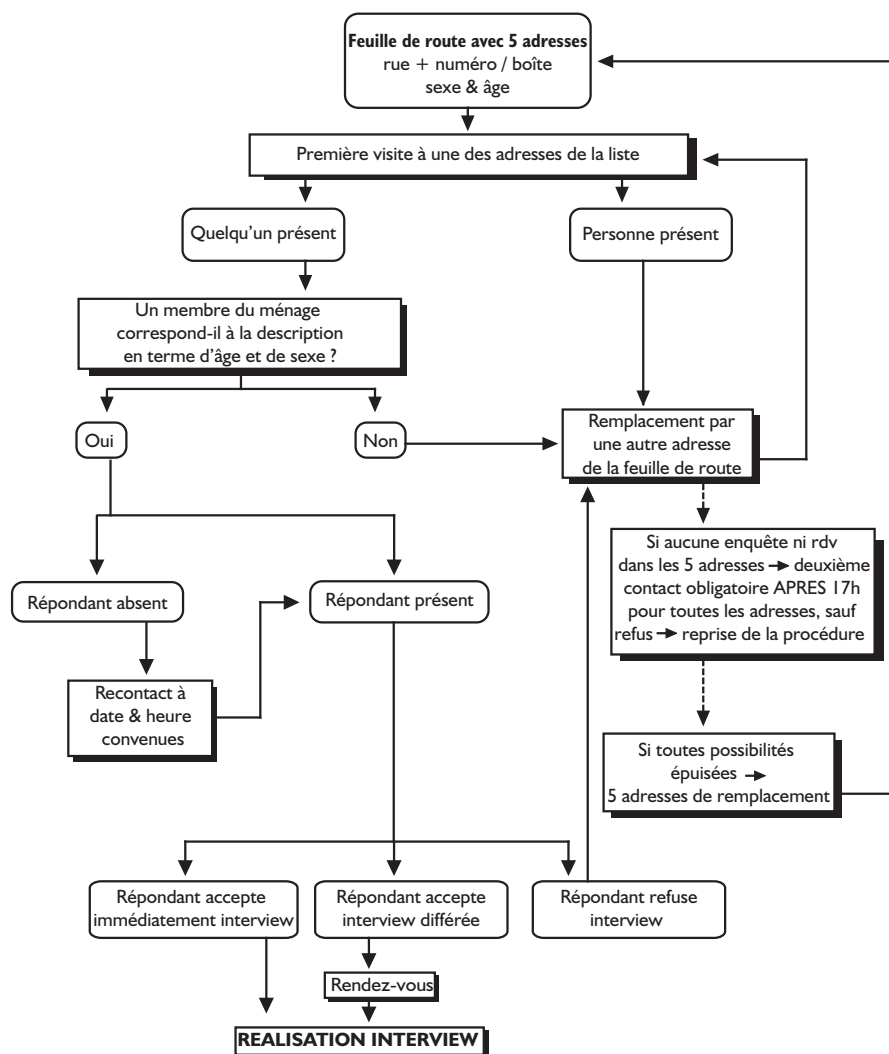 Feuille de route avec 5 adresses
rue + numéro / boîte
sexe & âge
Première visite à une des adresses de la liste
Quelqu’un présent
Personne présent
Un membre du ménage
correspond-il à la description
en terme d’âge et de sexe ?
Oui
Non
Remplacement par
une autre adresse
de la feuille de route
Si aucune enquête ni rdv
dans les 5 adresses → deuxième
contact obligatoire APRES 17h
pour toutes les adresses, sauf
refus → reprise de la procédure
Répondant absent
Répondant présent
Recontact à
date & heure
convenues
Si toutes possibilités
épuisées →
5 adresses de remplacement
Répondant accepte
immédiatement interview
Répondant accepte
interview différée
Répondant refuse
interview
Rendez-vous
REALISATION INTERVIEW